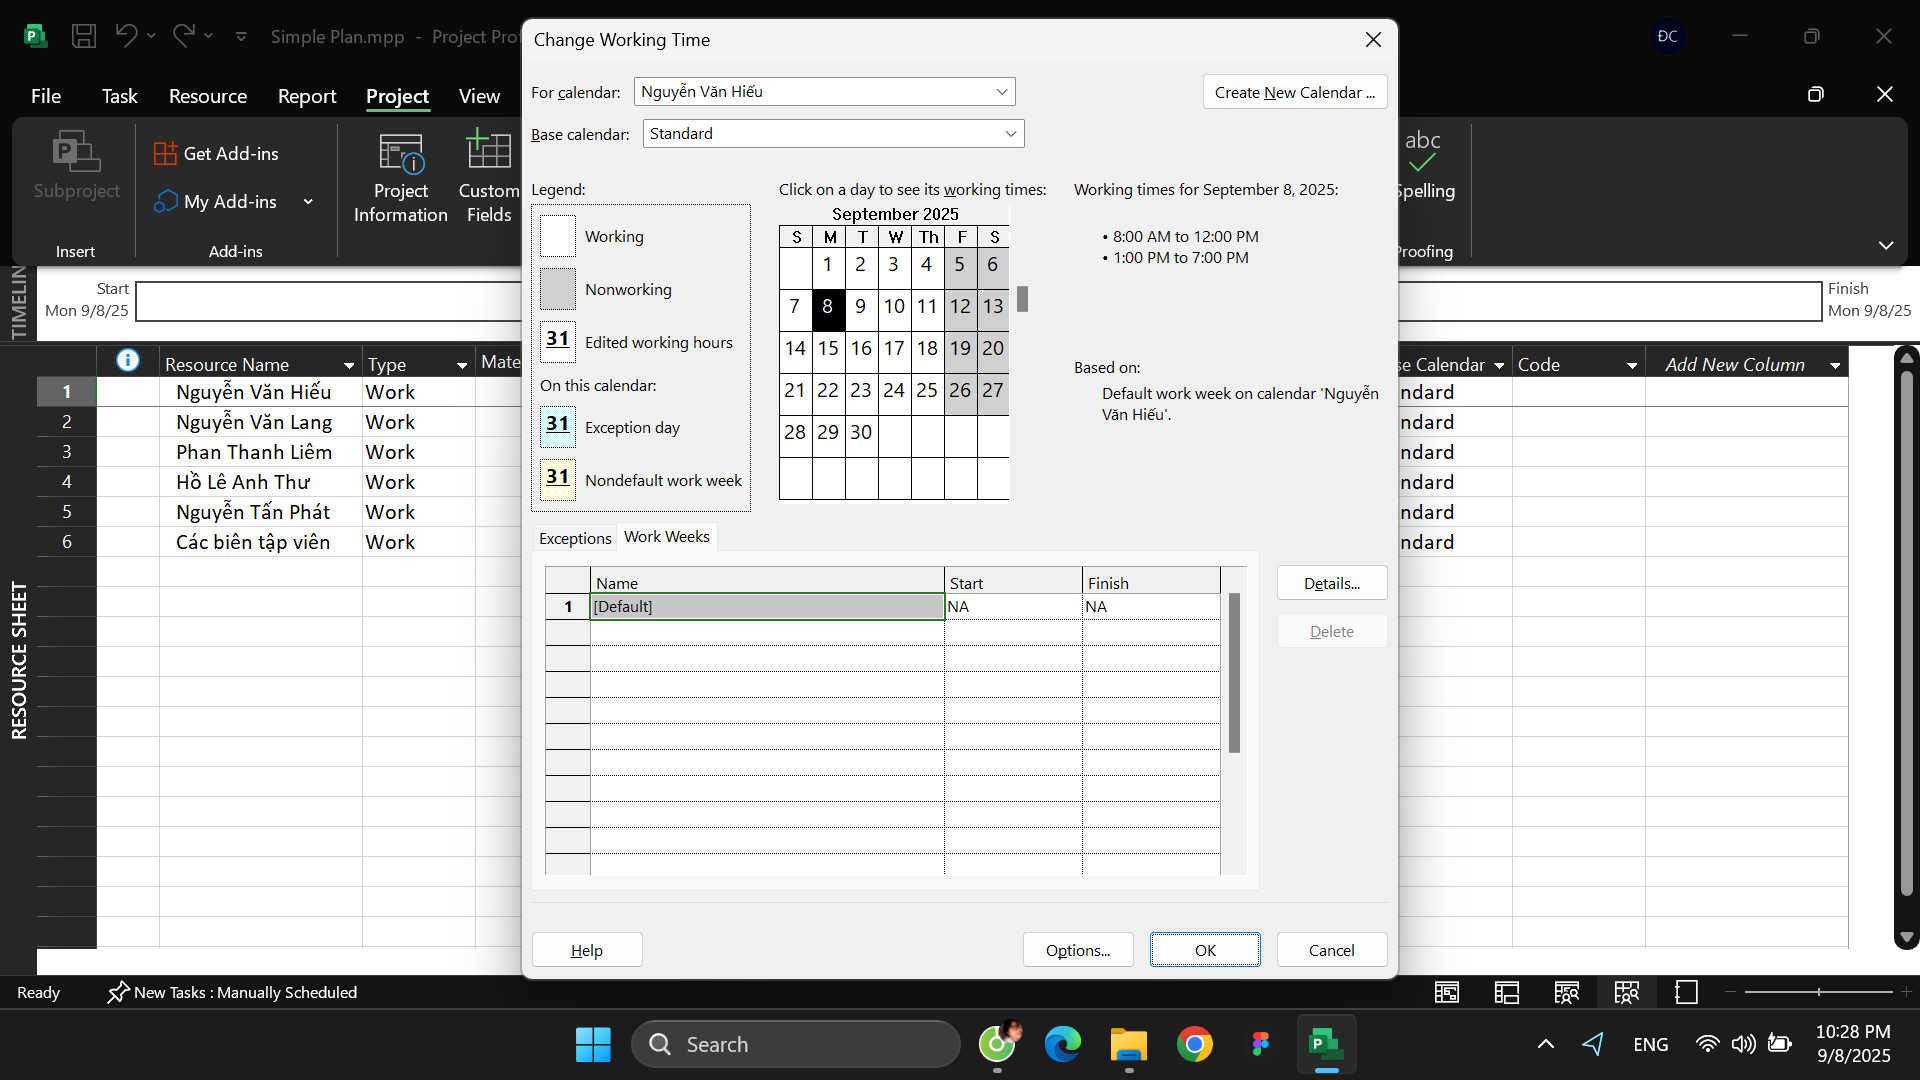 Simple Plan.mpp - Project Prof
Change Working Time
ĐC
File Task Resource Report Project View
Subproject
Get Add-ins
My Add-ins
Project
Information
Custom
Fields
Insert
Add-ins
abc
Spelling
Proofing
For calendar: Nguyễn Văn Hiếu
Create New Calendar ...
Base calendar: Standard
Legend:
Working
Nonworking
31 Edited working hours
On this calendar:
31 Exception day
31 Nondefault work week
Click on a day to see its working times:
September 2025
S M T W Th F S
1 2 3 4 5 6
7 8 9 10 11 12 13
14 15 16 17 18 19 20
21 22 23 24 25 26 27
28 29 30
Working times for September 8, 2025:
• 8:00 AM to 12:00 PM
• 1:00 PM to 7:00 PM
Based on:
Default work week on calendar 'Nguyễn
Văn Hiếu'.
Exceptions Work Weeks
Name Start Finish
1 [Default] NA NA
Details...
Delete
Help
Options...
OK
Cancel
TIMELIN
Start
Mon 9/8/25
Finish
Mon 9/8/25
RESOURCE SHEET
Resource Name Type Mate se Calendar Code Add New Column
1 Nguyễn Văn Hiếu Work ndard
2 Nguyễn Văn Lang Work ndard
3 Phan Thanh Liêm Work ndard
4 Hồ Lê Anh Thư Work ndard
5 Nguyễn Tấn Phát Work ndard
6 Các biên tập viên Work ndard
Ready
New Tasks : Manually Scheduled
Search
ENG
10:28 PM
9/8/2025